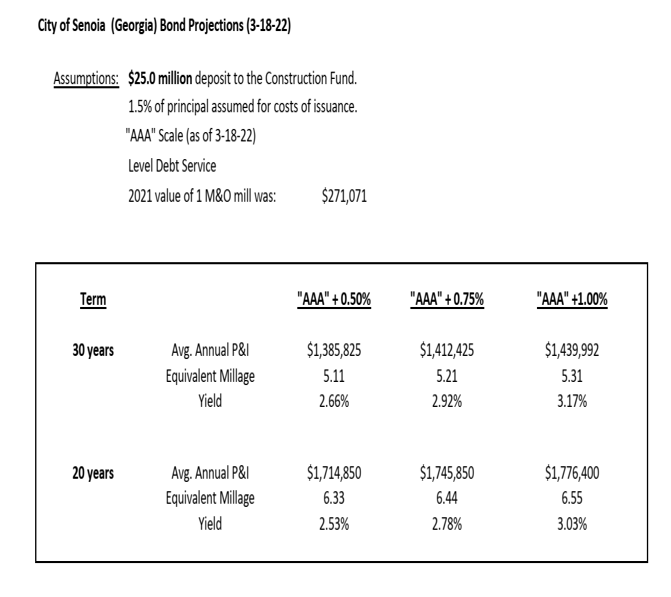 City of Senoia (Georgia) Bond Projections (3-18-22)
Assumptions: $25.0 million deposit to the Construction Fund.
1.5% of principal assumed for costs of issuance.
"AAA" Scale (as of 3-18-22)
Level Debt Service
2021 value of 1 M&O mill was: $271,071
Term "AAA" + 0.50% "AAA" + 0.75% "AAA" +1.00%
30 years Avg. Annual P&I $1,385,825 $1,412,425 $1,439,992
Equivalent Millage 5.11 5.21 5.31
Yield 2.66% 2.92% 3.17%
20 years Avg. Annual P&I $1,714,850 $1,745,850 $1,776,400
Equivalent Millage 6.33 6.44 6.55
Yield 2.53% 2.78% 3.03%